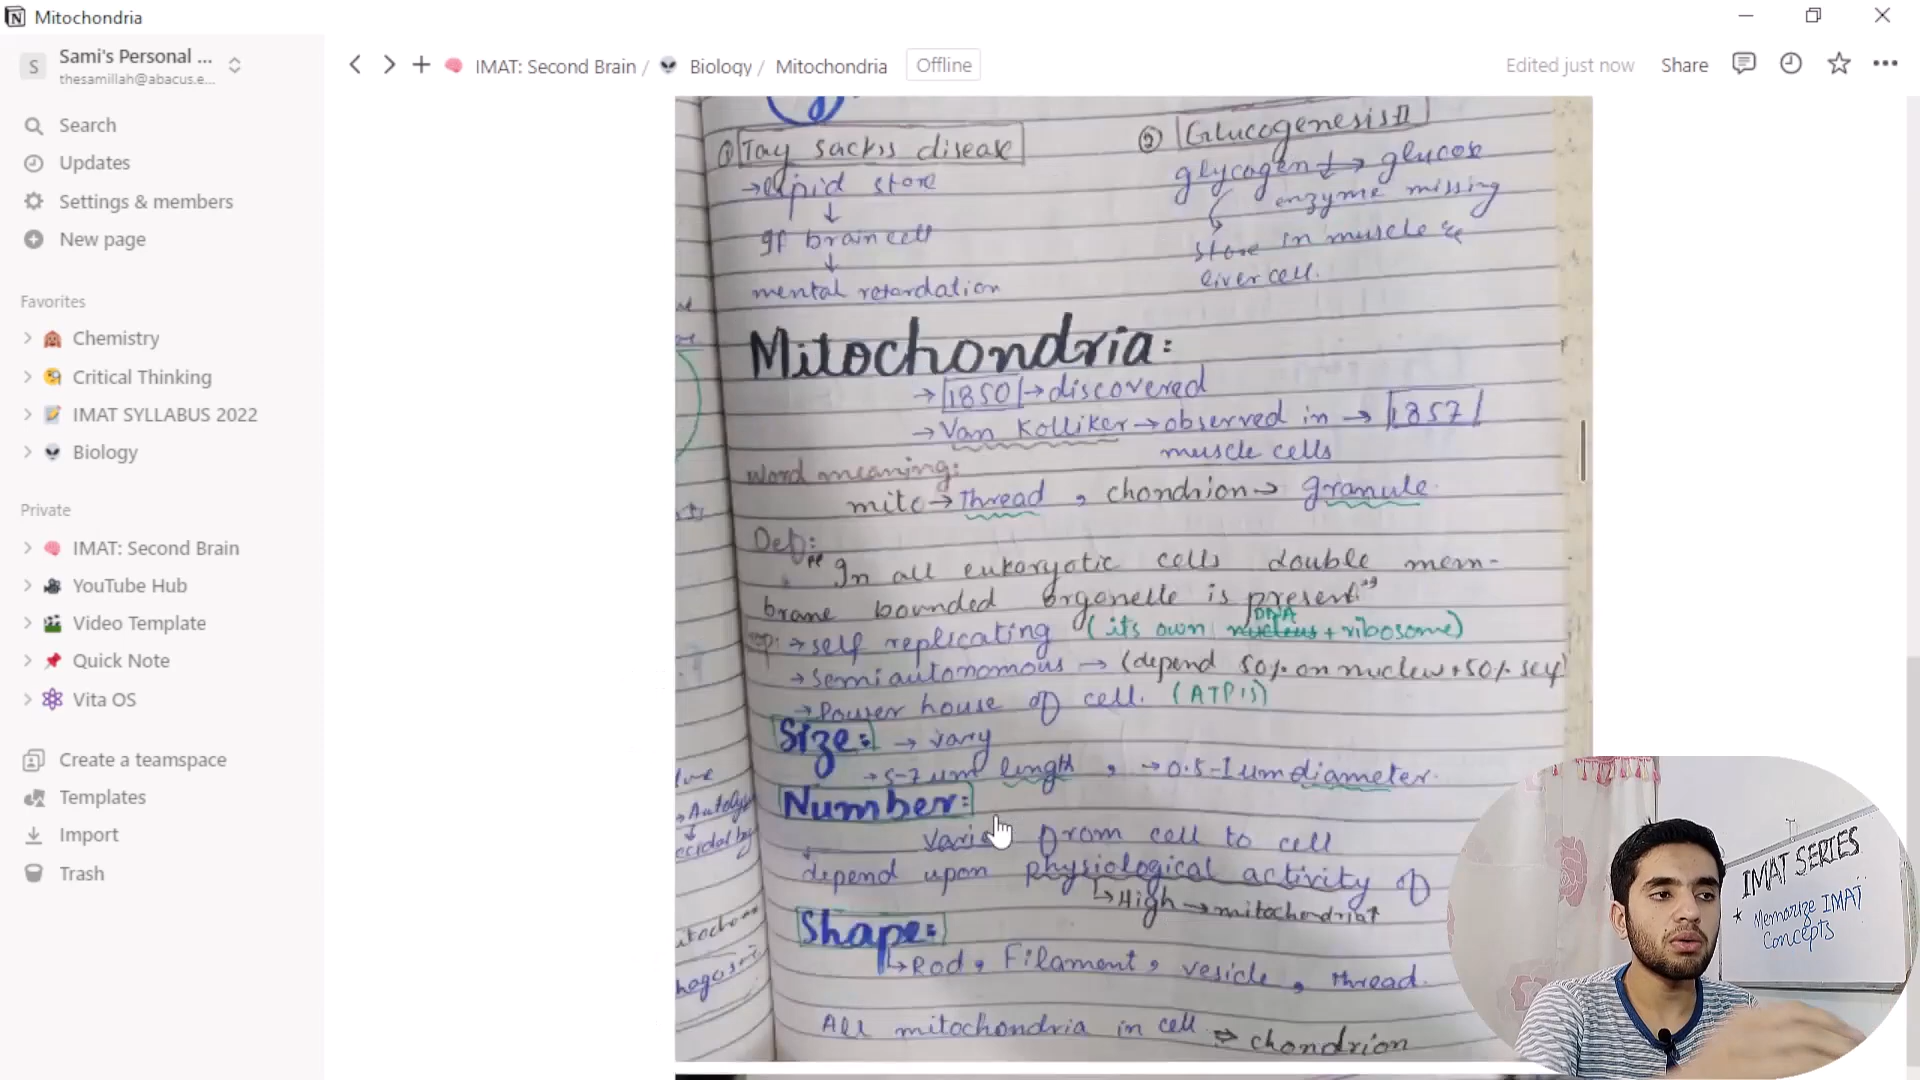 Mitochondria
S
Sami's Personal ...
thesamillah@abacus.e...
Search
Updates
Settings & members
New page
Favorites
Chemistry
Critical Thinking
IMAT SYLLABUS 2022
Biology
Private
IMAT: Second Brain
YouTube Hub
Video Template
Quick Note
Vita OS
Create a teamspace
Templates
Import
Trash
IMAT: Second Brain / Biology / Mitochondria Offline
Edited just now Share
① Tay sack's disease
→ lipid store
↓
If brain cell
↓
mental retardation
② Glucogenesis II
glycogen → glucose
enzyme missing
store in muscle &
liver cell.
Mitochondria:
→ 1850 → discovered
→ Van Kolliker → observed in → 1857
muscle cells
Word meaning:
mito → Thread , chondrion → granule
Def:
"In all eukaryotic cells double mem-
brane bounded orgonelle is present"
DNA
→ self replicating (its own nucleus + ribosome)
→ Semiautonomous → (depend 50% on nuclew + 50% self
→ Power house of cell. (ATP is)
Size: → vary
→ 5-7 um length , → 0.5-1 um diameter.
Number:
from cell to cell
depend upon physiological activity of
→ High → mitochondria↑
Shape:
→ Rod, Filament, vesicle, thread.
All mitochondria in cell ⇒ chondrion
IMAT SERIES
* Memorize IMAT
Concepts